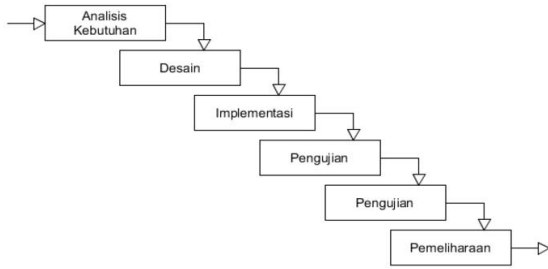 Analisis
Kebutuhan
Desain
Implementasi
Pengujian
Pengujian
Pemeliharaan